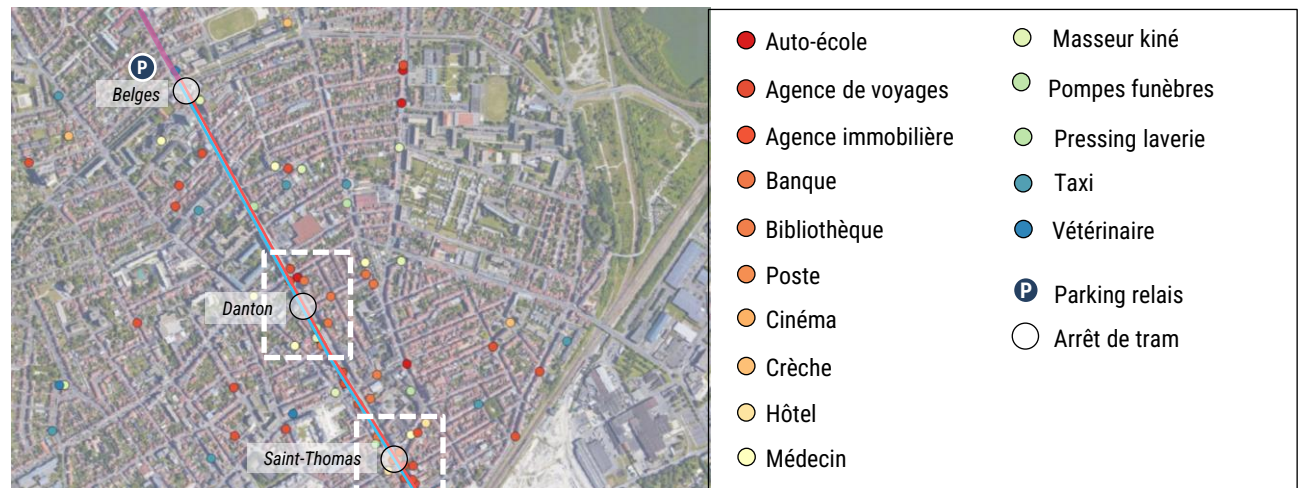 P
Belges
Danton
Saint-Thomas
Auto-école
Agence de voyages
Agence immobilière
Banque
Bibliothèque
Poste
Cinéma
Crèche
Hôtel
Médecin
Masseur kiné
Pompes funèbres
Pressing laverie
Taxi
Vétérinaire
P Parking relais
Arrêt de tram